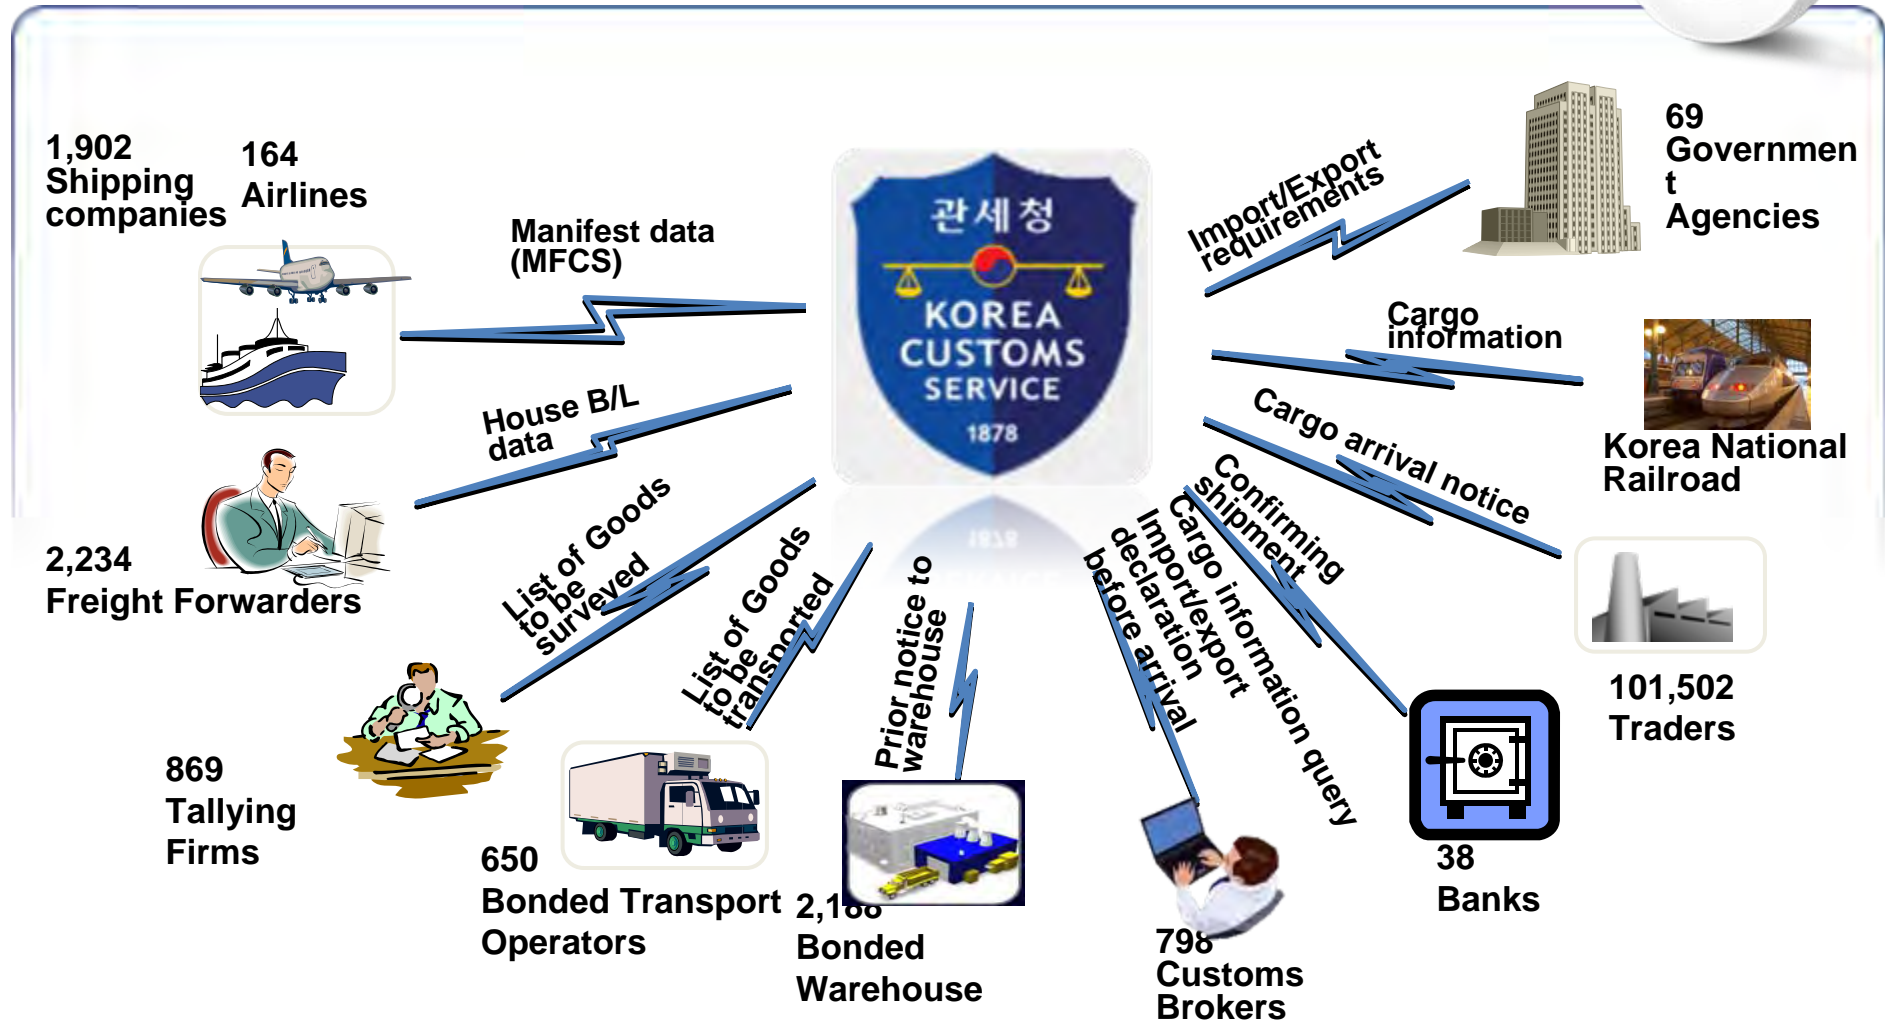 1,902
Shipping
companies
164
Airlines
Manifest data
(MFCS)
House B/L
data
2,234
Freight Forwarders
List of Goods
to be
surveyed
869
Tallying
Firms
List of Goods
to be
transported
650
Bonded Transport
Operators
Prior notice to
warehouse
Bonded
Warehouse
관세청
KOREA
CUSTOMS
SERVICE
1878
1878
Import/Export
requirements
69
Governmen
t
Agencies
Cargo
information
Korea National
Railroad
Cargo arrival notice
101,502
Traders
Confirming
shipment
38
Banks
Cargo information query
Import/export
declaration
before arrival
798
Customs
Brokers